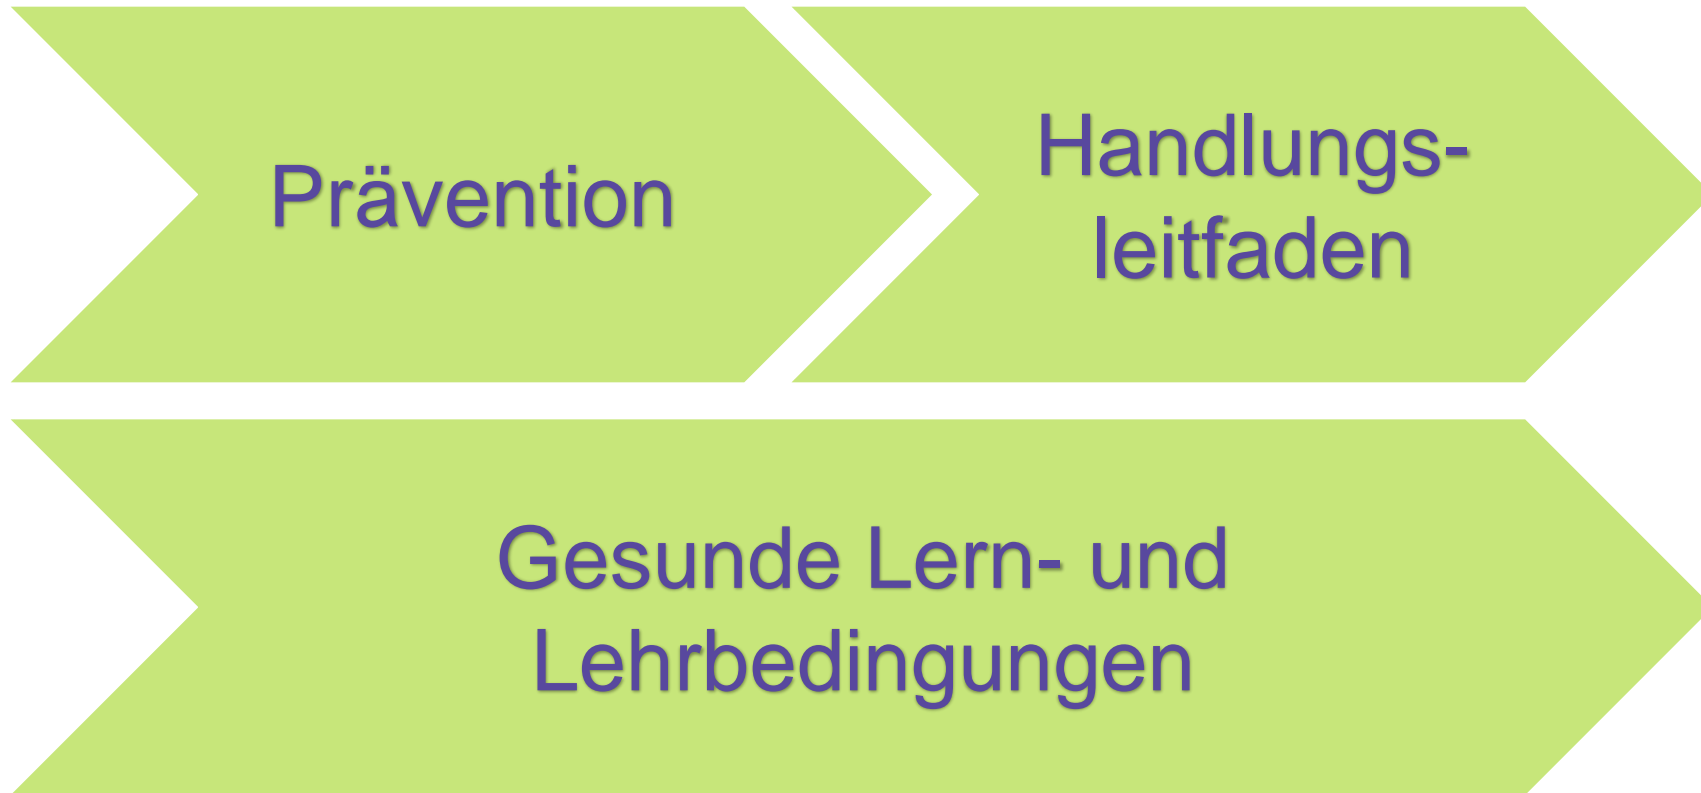 Prävention
Handlungs-
leitfaden
Gesunde Lern- und
Lehrbedingungen